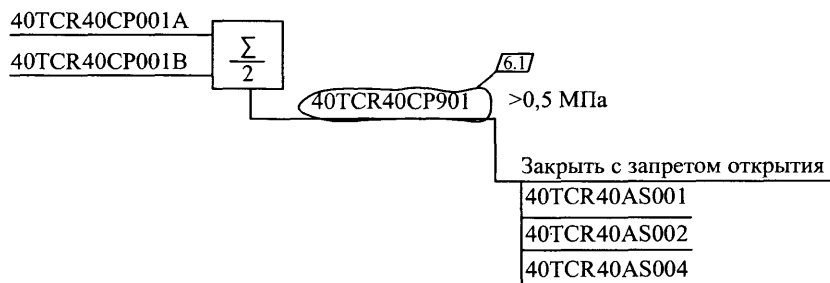 40TCR40CP001A
40TCR40CP001B
Σ
2
6.1
40TCR40CP901 >0,5 МПа
Закрыть с запретом открытия
40TCR40AS001
40TCR40AS002
40TCR40AS004